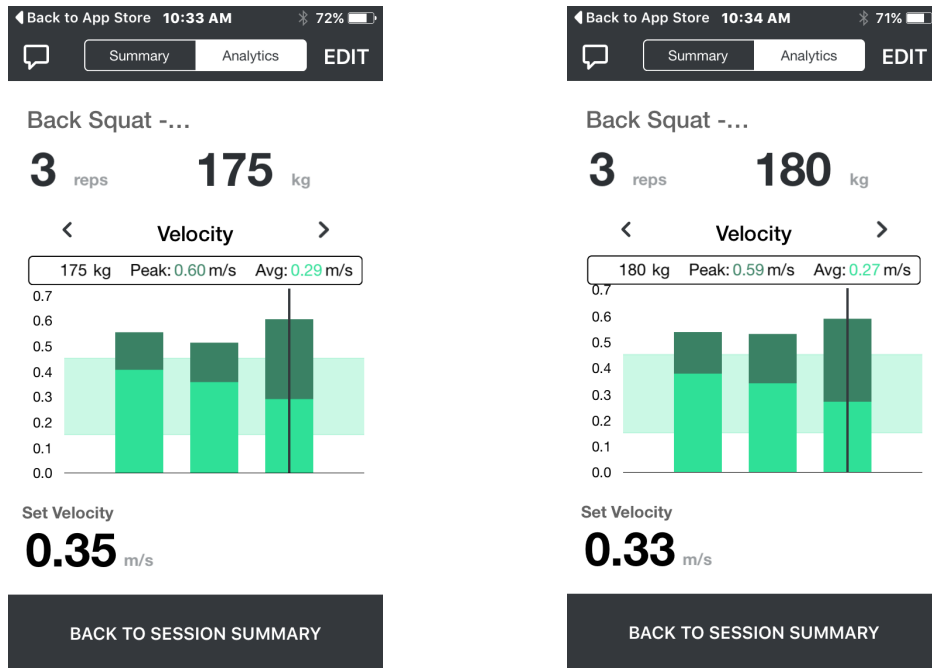 Back to App Store 10:33 AM 72%
Summary Analytics EDIT
Back Squat -...
3 reps 175 kg
Velocity
175 kg Peak: 0.60 m/s Avg: 0.29 m/s
0.7
0.6
0.5
0.4
0.3
0.2
0.1
0.0
Set Velocity
0.35 m/s
BACK TO SESSION SUMMARY
Back to App Store 10:34 AM 71%
Summary Analytics EDIT
Back Squat -...
3 reps 180 kg
Velocity
180 kg Peak: 0.59 m/s Avg: 0.27 m/s
0.7
0.6
0.5
0.4
0.3
0.2
0.1
0.0
Set Velocity
0.33 m/s
BACK TO SESSION SUMMARY